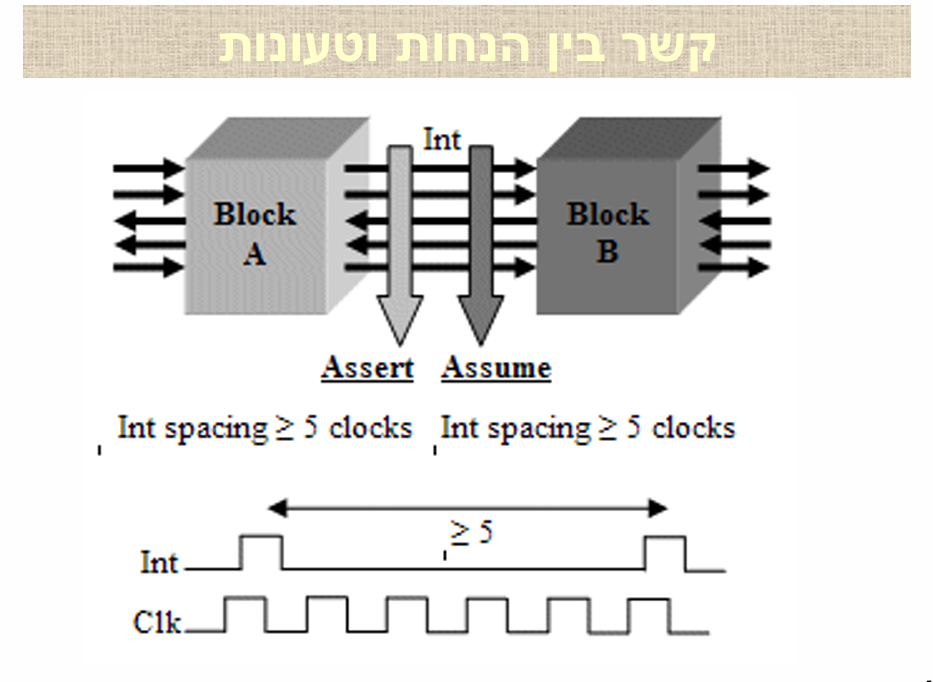 קשר בין הנחות וטעונות
Int
Block
A
Block
B
Assert Assume
Int spacing ≥ 5 clocks Int spacing ≥ 5 clocks
≥ 5
Int
Clk